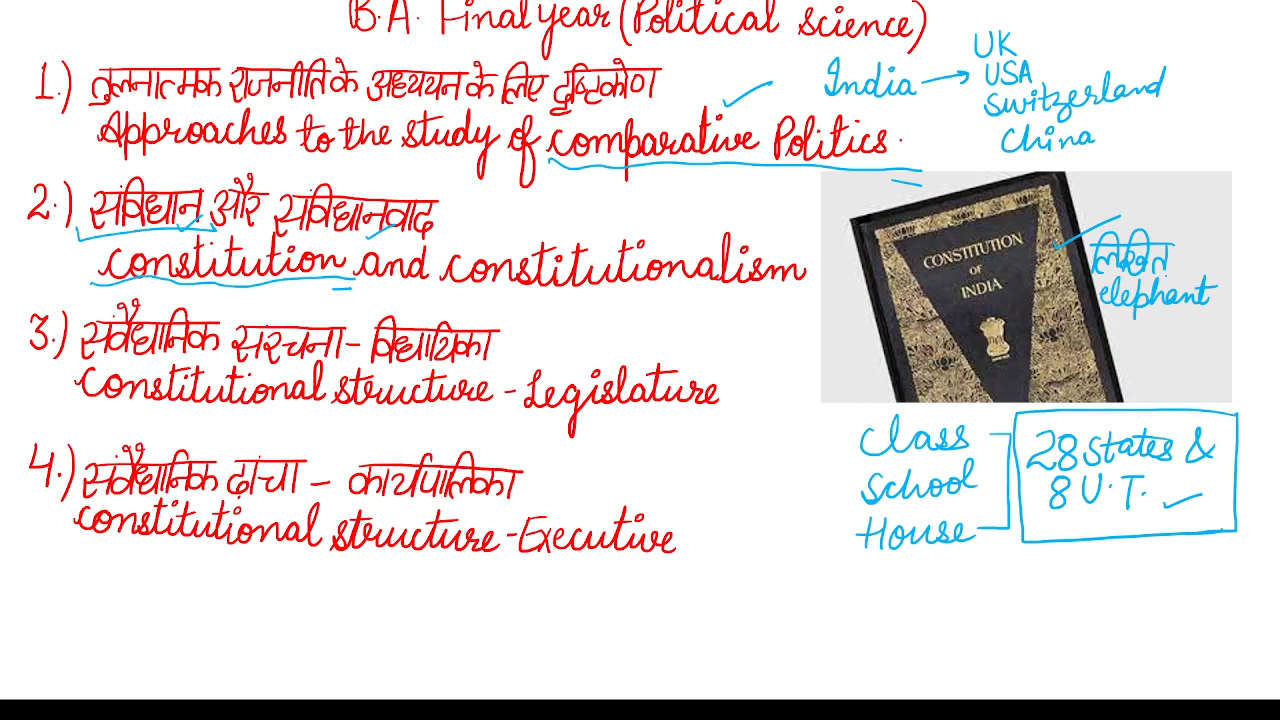 B.A. Final year (Political science)
1.) तुलनात्मक राजनीति के अध्ययन के लिए दृष्टिकोण
Approaches to the study of comparative Politics.
India → UK
USA
Switzerland
China
2.) संविधान और संविधानवाद
constitution and constitutionalism
CONSTITUTION
OF
INDIA
लिखित
elephant
3.) संवैधानिक संरचना - विधायिका
constitutional structure - Legislature
4.) संवैधानिक ढ़ांचा - कार्यपालिका
constitutional structure - Executive
Class
School
House
28 states &
8 U.T.